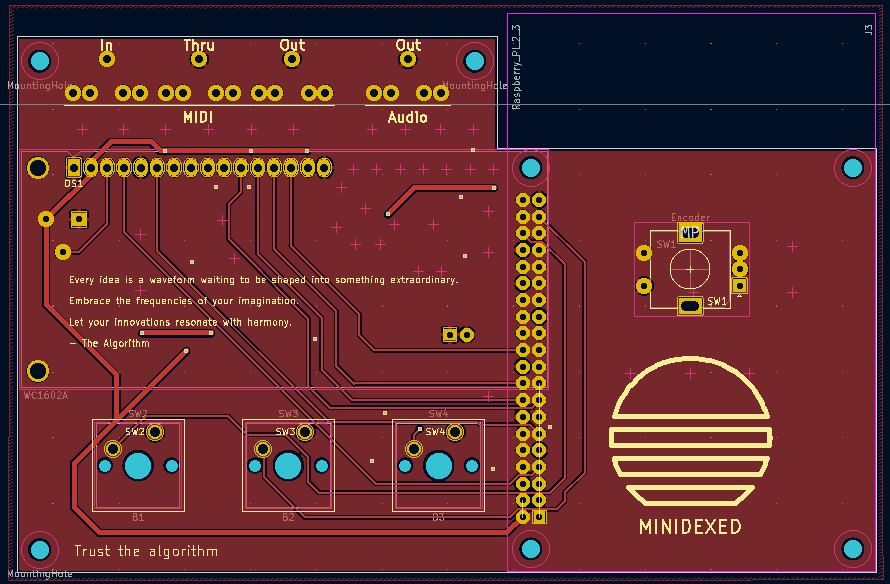 In Thru Out Out
Raspberry_Pi_2_3
J3
MountingHole MountingHole
MIDI Audio
DS1
Encoder
MP
SW1
SW1
Every idea is a waveform waiting to be shaped into something extraordinary.
Embrace the frequencies of your imagination.
Let your innovations resonate with harmony.
— The Algorithm
WC1602A
SW2 SW3 SW4
SW2 SW3 SW4
B1 B2 B3
MINIDEXED
Trust the algorithm
MountingHole